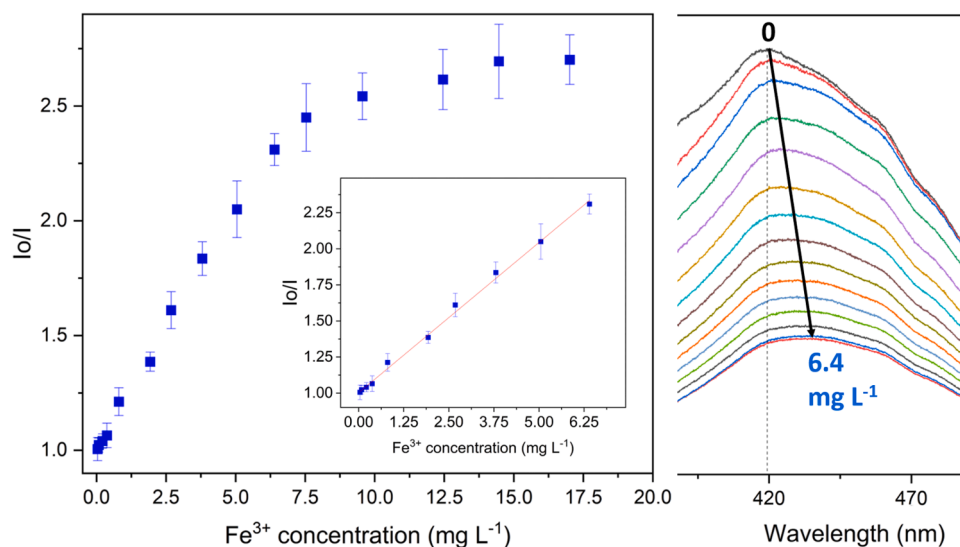 Io/I
2.5
2.0
1.5
1.0
0.0 2.5 5.0 7.5 10.0 12.5 15.0 17.5 20.0
Fe³⁺ concentration (mg L⁻¹)
Io/I
2.25
2.00
1.75
1.50
1.25
1.00
0.00 1.25 2.50 3.75 5.00 6.25
Fe³⁺ concentration (mg L⁻¹)
0
6.4
mg L⁻¹
420 470
Wavelength (nm)